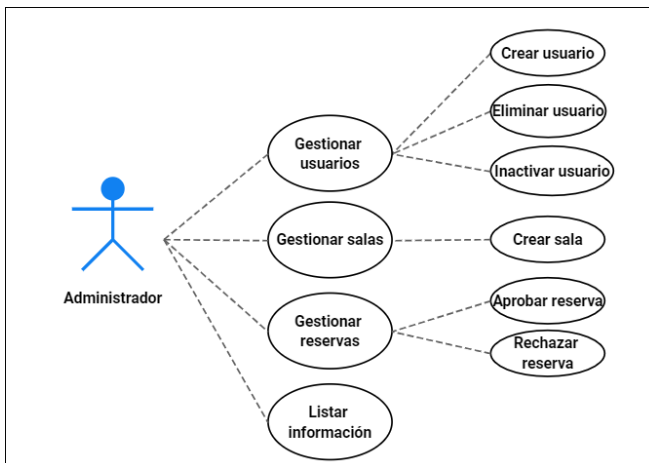 Crear usuario
Eliminar usuario
Gestionar
usuarios
Inactivar usuario
Gestionar salas
Crear sala
Administrador
Aprobar reserva
Gestionar
reservas
Rechazar
reserva
Listar
información